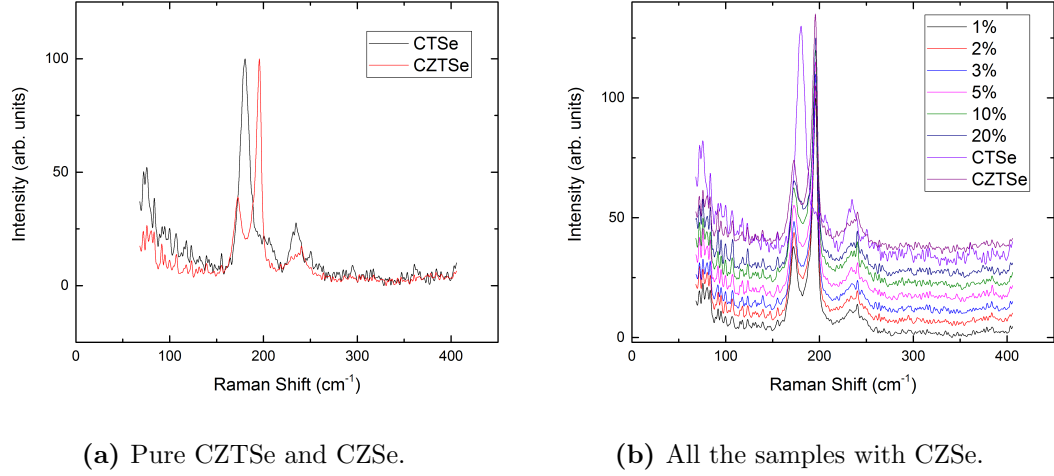 CTSe
CZTSe
100
50
0
Intensity (arb. units)
0
100
200
300
400
Raman Shift (cm⁻¹)
(a) Pure CZTSe and CZSe.
1%
2%
3%
5%
10%
20%
CTSe
CZTSe
100
50
0
Intensity (arb. units)
0
100
200
300
400
Raman Shift (cm⁻¹)
(b) All the samples with CZSe.